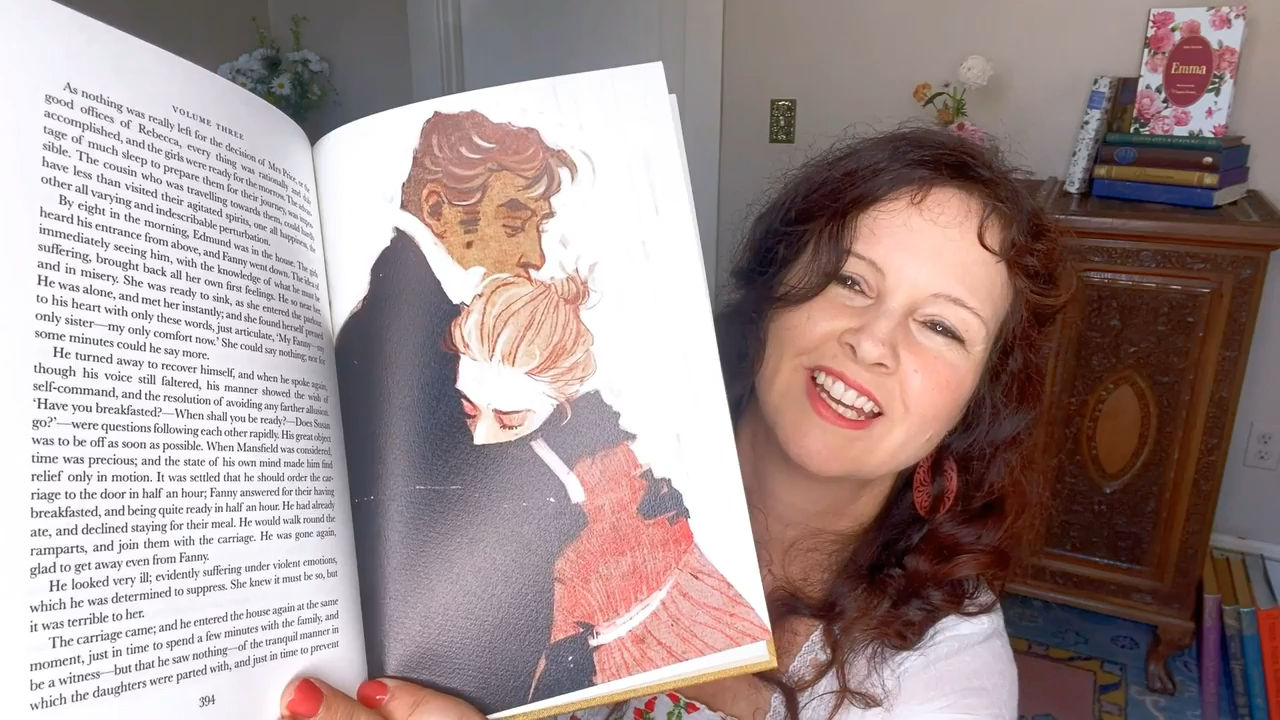 VOLUME THREE
As nothing was really left for the decision of Mrs Price, or the
good offices of Rebecca, every thing was rationally and duly
accomplished, and the girls were ready for the morrow. The advan-
tage of much sleep to prepare them for their journey, was impos-
sible. The cousin who was travelling towards them, could hardly
have less than visited their agitated spirits, one all happiness, the
other all varying and indescribable perturbation.
By eight in the morning, Edmund was in the house. The girls
heard his entrance from above, and Fanny went down. The idea of
immediately seeing him, with the knowledge of what he must be
suffering, brought back all her own first feelings. He so near her,
and in misery. She was ready to sink, as she entered the parlour.
He was alone, and met her instantly; and she found herself pressed
to his heart with only these words, just articulate, ‘My Fanny—my
only sister—my only comfort now.’ She could say nothing; nor for
some minutes could he say more.
He turned away to recover himself, and when he spoke again,
though his voice still faltered, his manner showed the wish of
self-command, and the resolution of avoiding any farther allusion.
‘Have you breakfasted?—When shall you be ready?—Does Susan
go?’—were questions following each other rapidly. His great object
was to be off as soon as possible. When Mansfield was considered,
time was precious; and the state of his own mind made him find
relief only in motion. It was settled that he should order the car-
riage to the door in half an hour; Fanny answered for their having
breakfasted, and being quite ready in half an hour. He had already
ate, and declined staying for their meal. He would walk round the
ramparts, and join them with the carriage. He was gone again,
glad to get away even from Fanny.
He looked very ill; evidently suffering under violent emotions,
which he was determined to suppress. She knew it must be so, but
it was terrible to her.
The carriage came; and he entered the house again at the same
moment, just in time to spend a few minutes with the family, and
be a witness—but that he saw nothing—of the tranquil manner in
which the daughters were parted with, and just in time to prevent
394
Emma